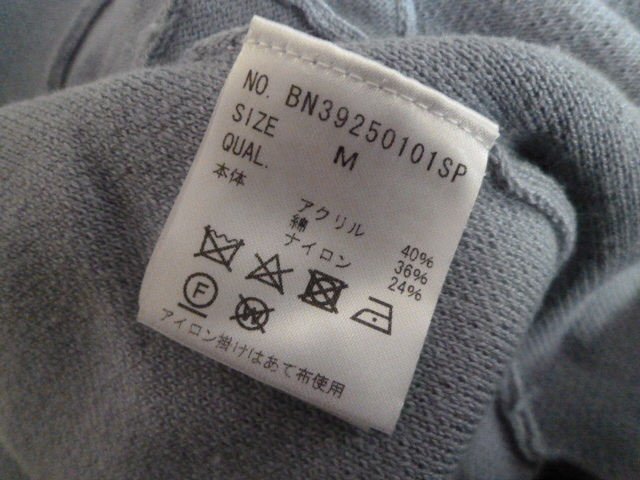 NO. BN39250101SP
SIZE M
QUAL.
本体
アクリル 40%
綿 36%
ナイロン 24%
F W
アイロン掛けはあて布使用